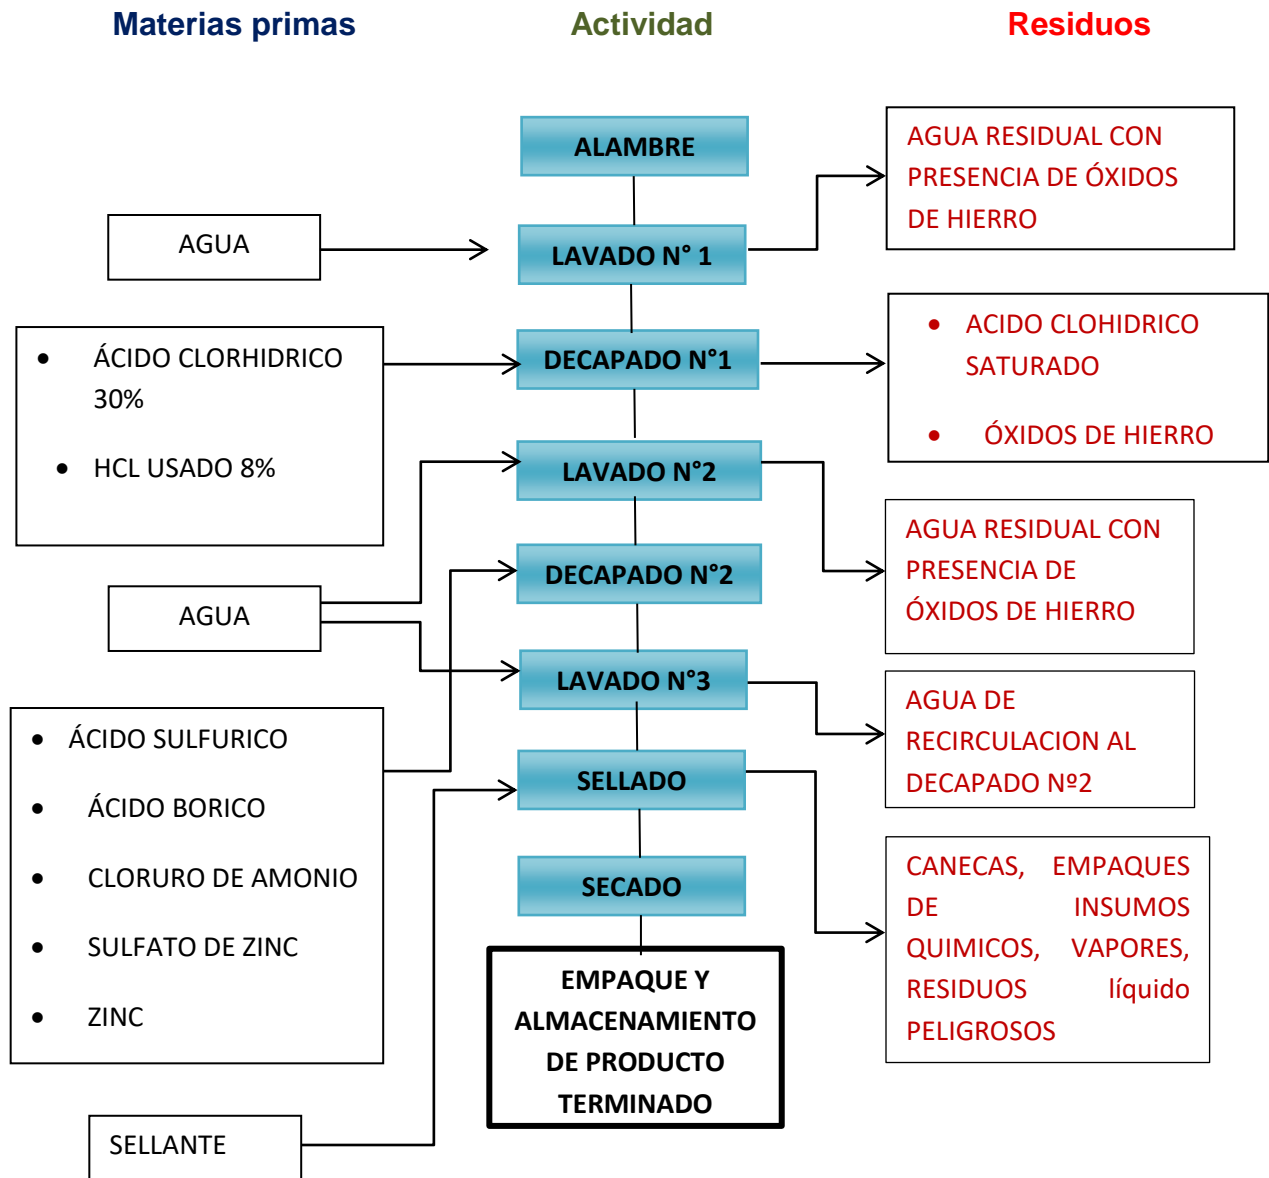 Materias primas
Actividad
Residuos
ALAMBRE
AGUA RESIDUAL CON
PRESENCIA DE ÓXIDOS
DE HIERRO
AGUA
LAVADO N° 1
• ÁCIDO CLORHIDRICO
30%
• HCL USADO 8%
DECAPADO N°1
• ACIDO CLOHIDRICO
SATURADO
• ÓXIDOS DE HIERRO
LAVADO N°2
AGUA RESIDUAL CON
PRESENCIA DE
ÓXIDOS DE HIERRO
DECAPADO N°2
AGUA
LAVADO N°3
AGUA DE
RECIRCULACION AL
DECAPADO Nº2
• ÁCIDO SULFURICO
• ÁCIDO BORICO
• CLORURO DE AMONIO
• SULFATO DE ZINC
• ZINC
SELLADO
CANECAS, EMPAQUES
DE INSUMOS
QUIMICOS, VAPORES,
RESIDUOS líquido
PELIGROSOS
SECADO
EMPAQUE Y
ALMACENAMIENTO
DE PRODUCTO
TERMINADO
SELLANTE